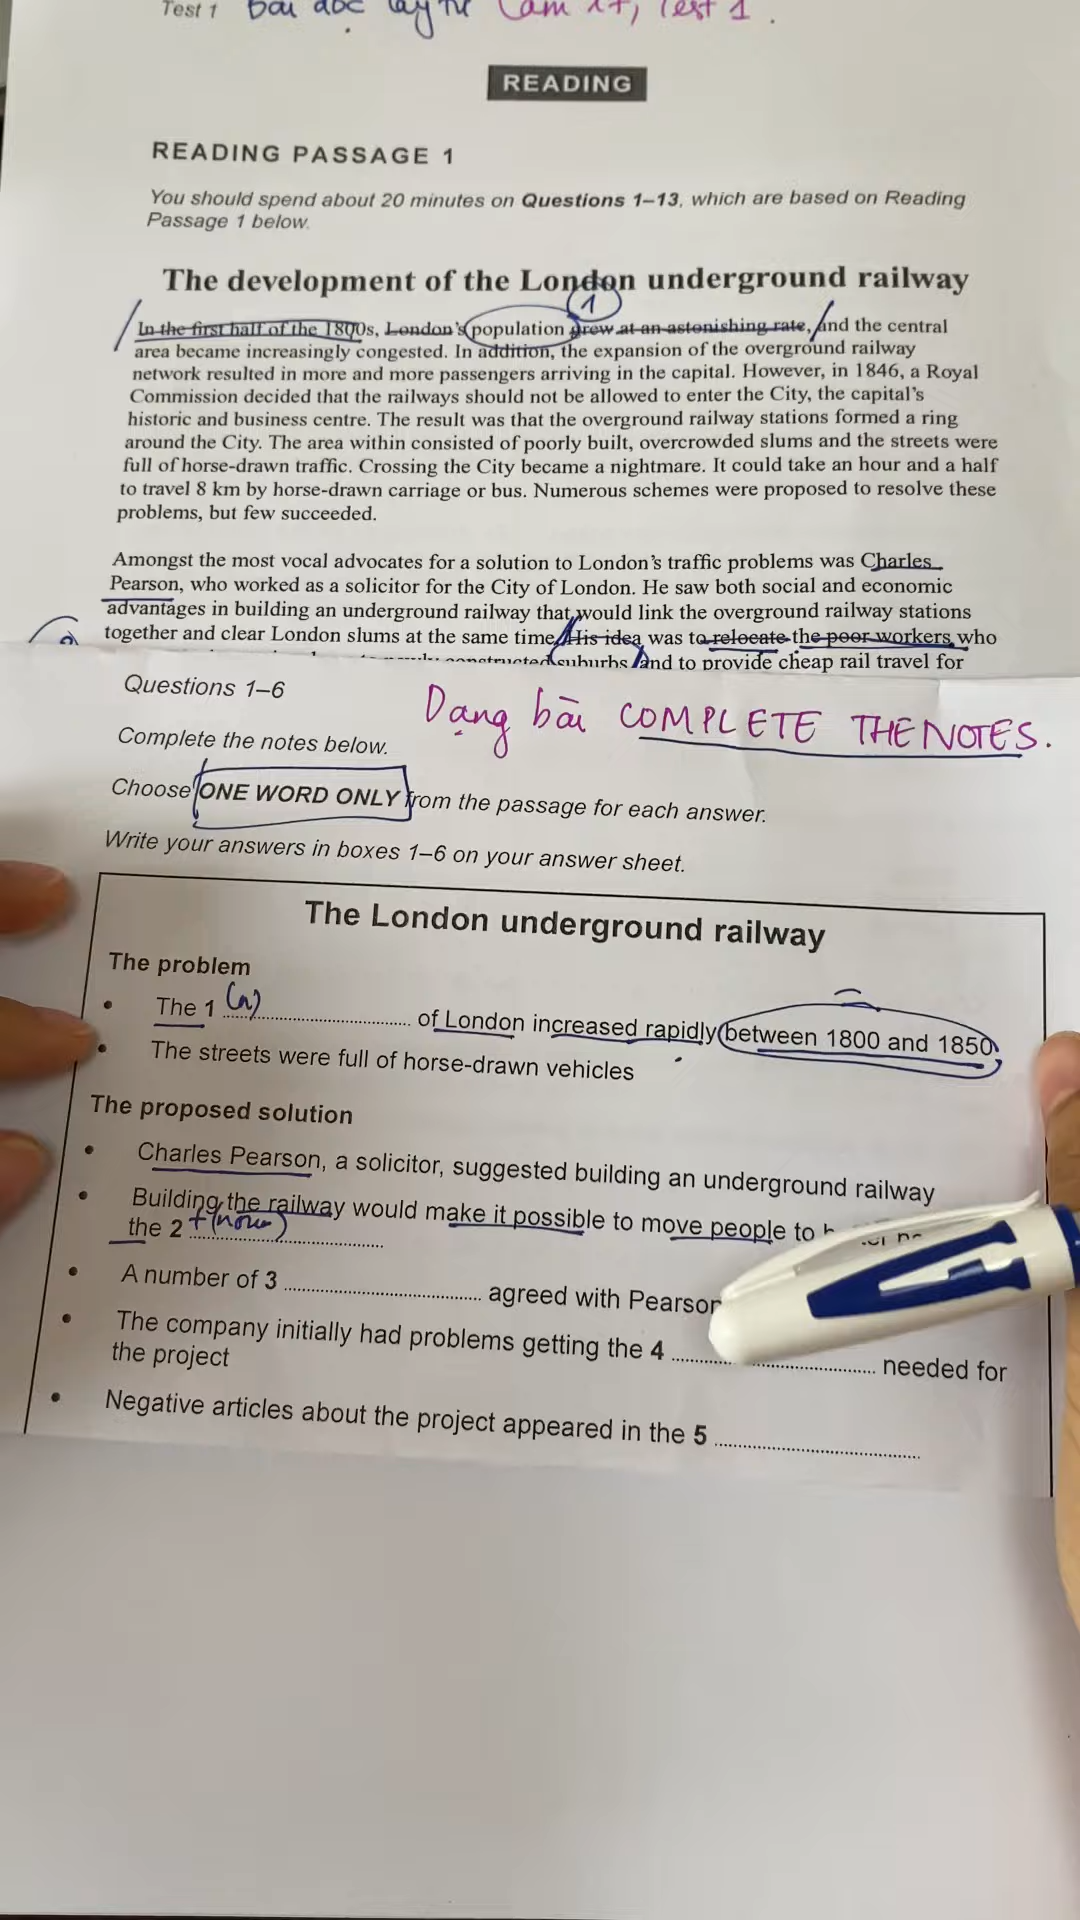 Test 1 Bài đọc lấy từ Cam 17, Test 1.
READING
READING PASSAGE 1
You should spend about 20 minutes on Questions 1–13, which are based on Reading
Passage 1 below.
The development of the London underground railway
1
In the first half of the 1800s, London's population grew at an astonishing rate, and the central
area became increasingly congested. In addition, the expansion of the overground railway
network resulted in more and more passengers arriving in the capital. However, in 1846, a Royal
Commission decided that the railways should not be allowed to enter the City, the capital's
historic and business centre. The result was that the overground railway stations formed a ring
around the City. The area within consisted of poorly built, overcrowded slums and the streets were
full of horse-drawn traffic. Crossing the City became a nightmare. It could take an hour and a half
to travel 8 km by horse-drawn carriage or bus. Numerous schemes were proposed to resolve these
problems, but few succeeded.
Amongst the most vocal advocates for a solution to London's traffic problems was Charles
Pearson, who worked as a solicitor for the City of London. He saw both social and economic
advantages in building an underground railway that would link the overground railway stations
together and clear London slums at the same time. His idea was to relocate the poor workers who
constructed suburbs and to provide cheap rail travel for
Questions 1–6
Dạng bài COMPLETE THE NOTES.
Complete the notes below.
Choose ONE WORD ONLY from the passage for each answer.
Write your answers in boxes 1–6 on your answer sheet.
The London underground railway
The problem
• The 1 (n) .................... of London increased rapidly between 1800 and 1850
• The streets were full of horse-drawn vehicles
The proposed solution
• Charles Pearson, a solicitor, suggested building an underground railway
• Building the railway would make it possible to move people to
the 2 + (noun) ....................
• A number of 3 .................... agreed with Pearson
• The company initially had problems getting the 4 .................... needed for
the project
• Negative articles about the project appeared in the 5 ....................